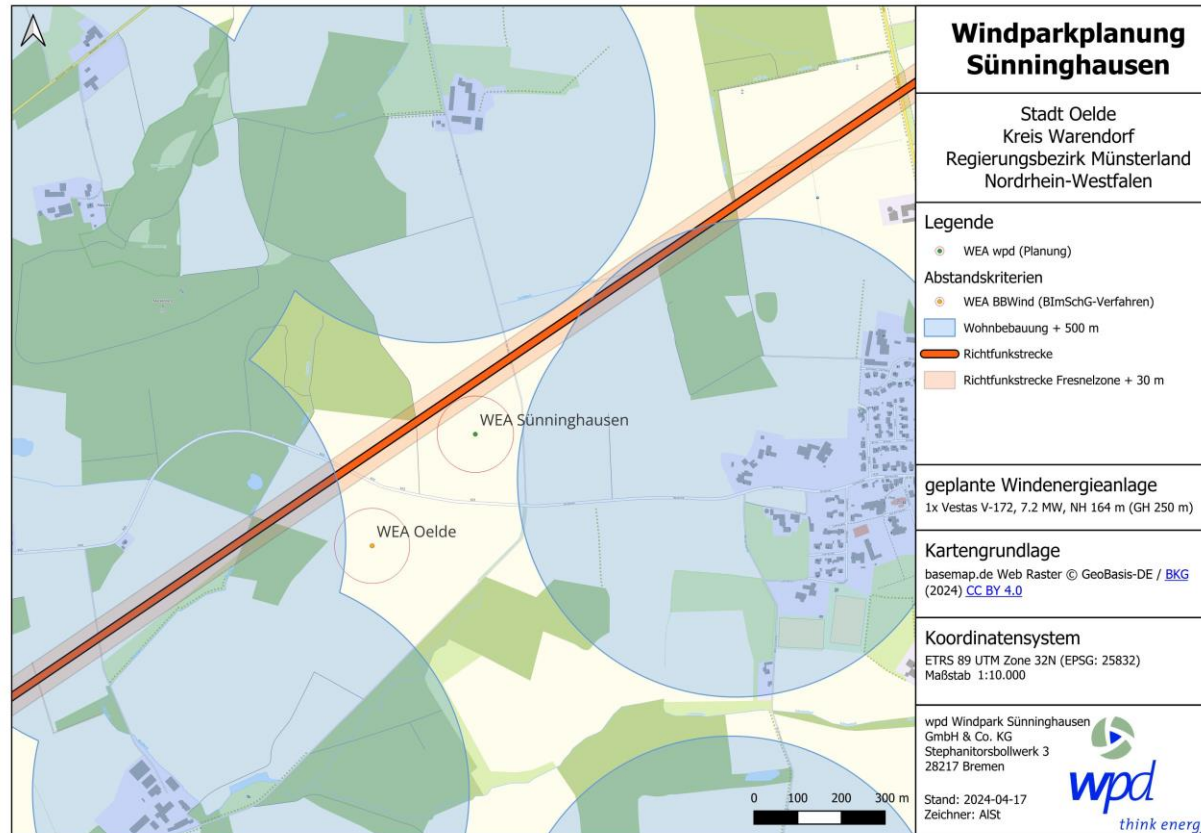 Windparkplanung
Sünninghausen
Stadt Oelde
Kreis Warendorf
Regierungsbezirk Münsterland
Nordrhein-Westfalen
Legende
WEA wpd (Planung)
Abstandskriterien
WEA BBWind (BImSchG-Verfahren)
Wohnbebauung + 500 m
Richtfunkstrecke
Richtfunkstrecke Fresnelzone + 30 m
geplante Windenergieanlage
1x Vestas V-172, 7.2 MW, NH 164 m (GH 250 m)
Kartengrundlage
basemap.de Web Raster © GeoBasis-DE / BKG
(2024) CC BY 4.0
Koordinatensystem
ETRS 89 UTM Zone 32N (EPSG: 25832)
Maßstab 1:10.000
wpd Windpark Sünninghausen
GmbH & Co. KG
Stephanitorsbollwerk 3
28217 Bremen
Stand: 2024-04-17
Zeichner: AlSt
wpd
think energ
WEA Sünninghausen
WEA Oelde
0 100 200 300 m